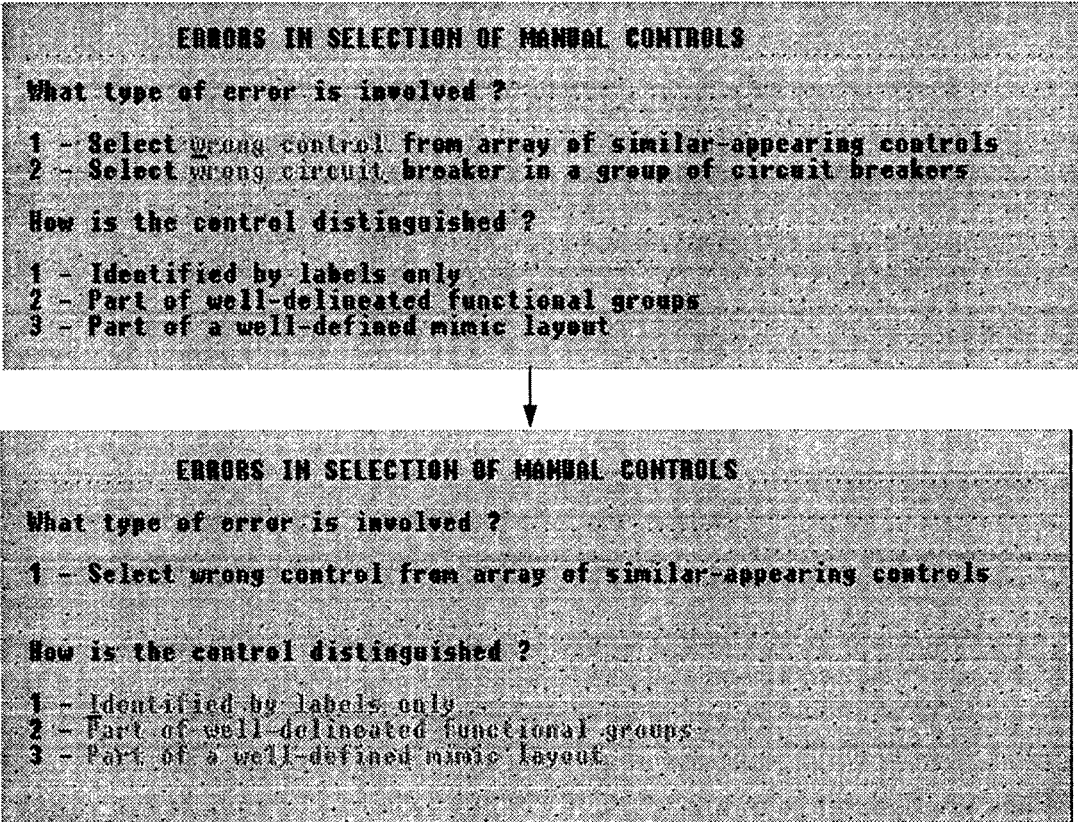 ERRORS IN SELECTION OF MANUAL CONTROLS
What type of error is involved ?
1 - Select wrong control from array of similar-appearing controls
2 - Select wrong circuit breaker in a group of circuit breakers
How is the control distinguished ?
1 - Identified by labels only
2 - Part of well-delineated functional groups
3 - Part of a well-defined mimic layout
ERRORS IN SELECTION OF MANUAL CONTROLS
What type of error is involved ?
1 - Select wrong control from array of similar-appearing controls
How is the control distinguished ?
1 - Identified by labels only
2 - Part of well-delineated functional groups
3 - Part of a well-defined mimic layout